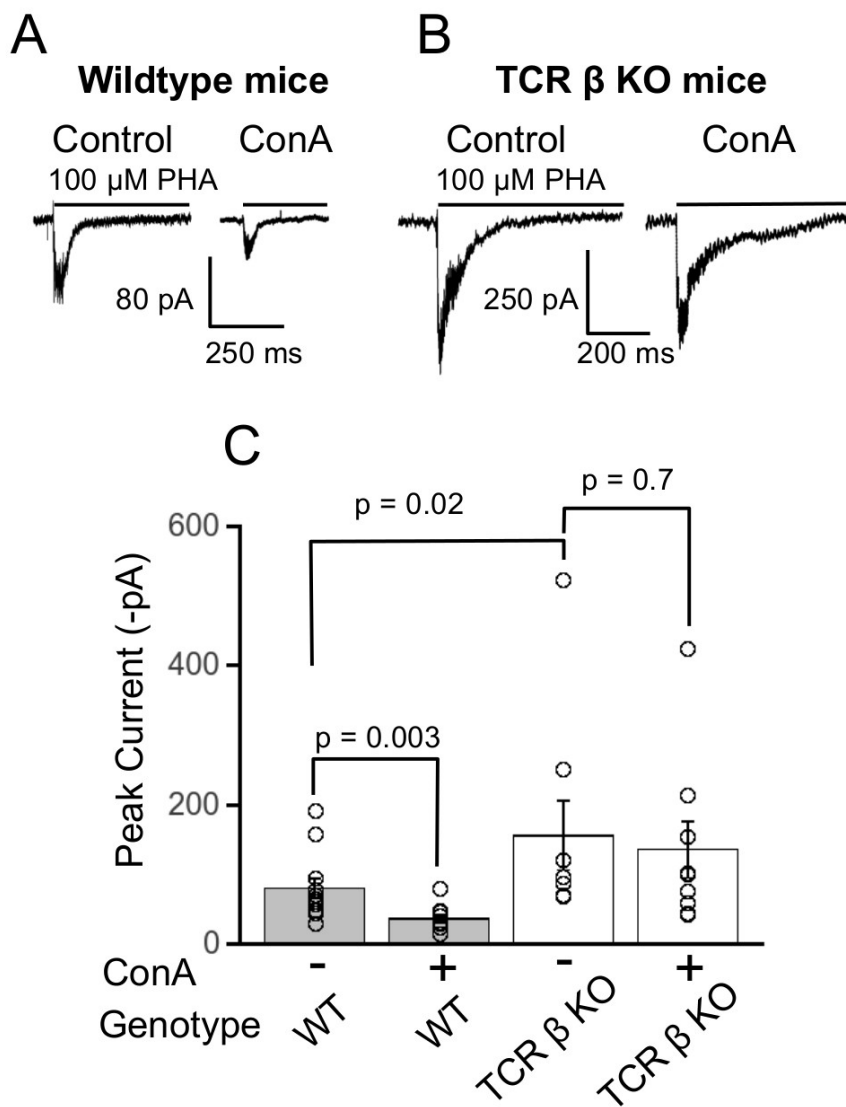 A
B
Wildtype mice
TCR β KO mice
Control
ConA
Control
ConA
100 μM PHA
100 μM PHA
80 pA
250 pA
250 ms
200 ms
C
p = 0.7
p = 0.02
600
Peak Current (-pA)
400
p = 0.003
200
0
ConA - + - +
Genotype WT WT TCR β KO TCR β KO